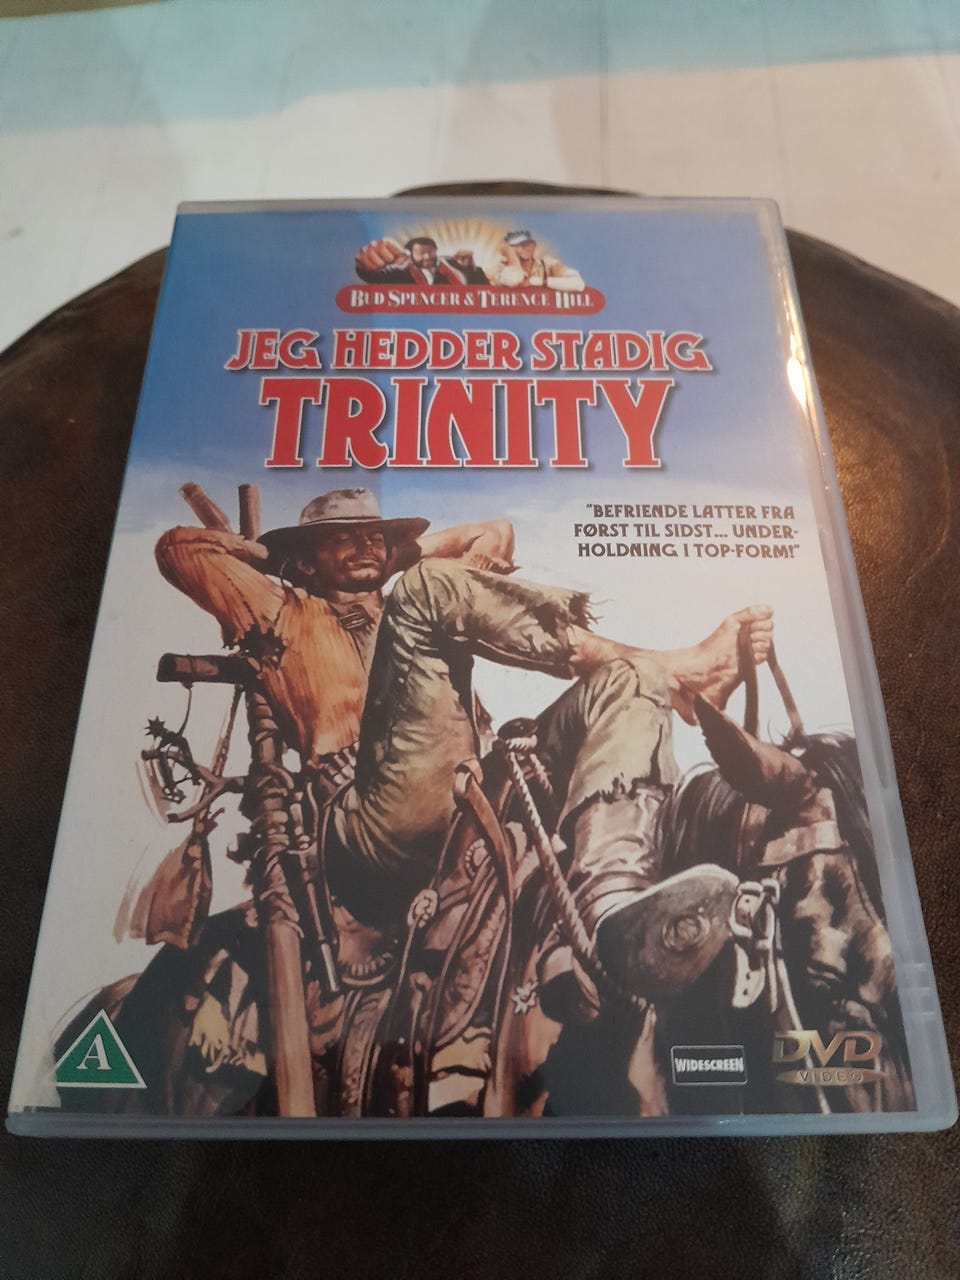 BUD SPENCER & TERENCE HILL
JEG HEDDER STADIG
TRINITY
"BEFRIENDE LATTER FRA
FØRST TIL SIDST... UNDER-
HOLDNING I TOP-FORM!"
A
WIDESCREEN
DVD
VIDEO